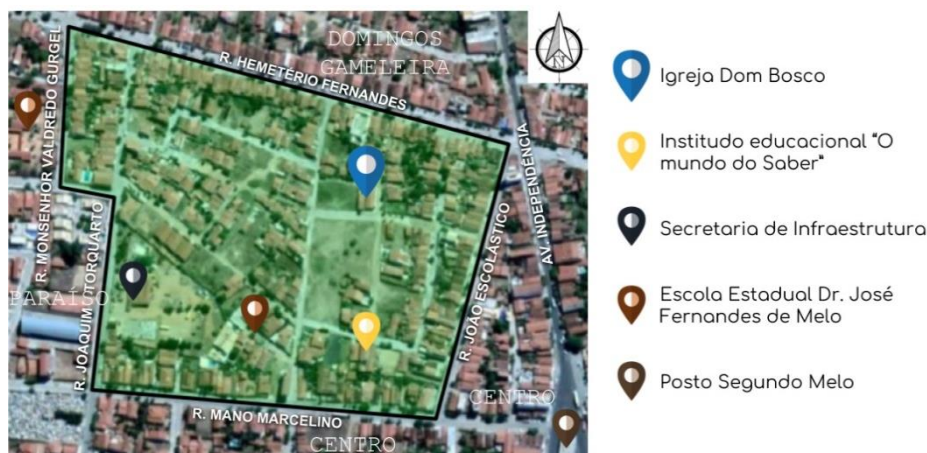 DOMINGOS
GAMELEIRA
R. HEMETÉRIO FERNANDES
N
R. MONSENHOR VALDREDO GURGEL
AV. INDEPENDÊNCIA
R. JOÃO ESCOLÁSTICO
R. JOAQUIM TORQUARTO
PARAÍSO
R. MANO MARCELINO
CENTRO
CENTRO
Igreja Dom Bosco
Institudo educacional "O
mundo do Saber"
Secretaria de Infraestrutura
Escola Estadual Dr. José
Fernandes de Melo
Posto Segundo Melo